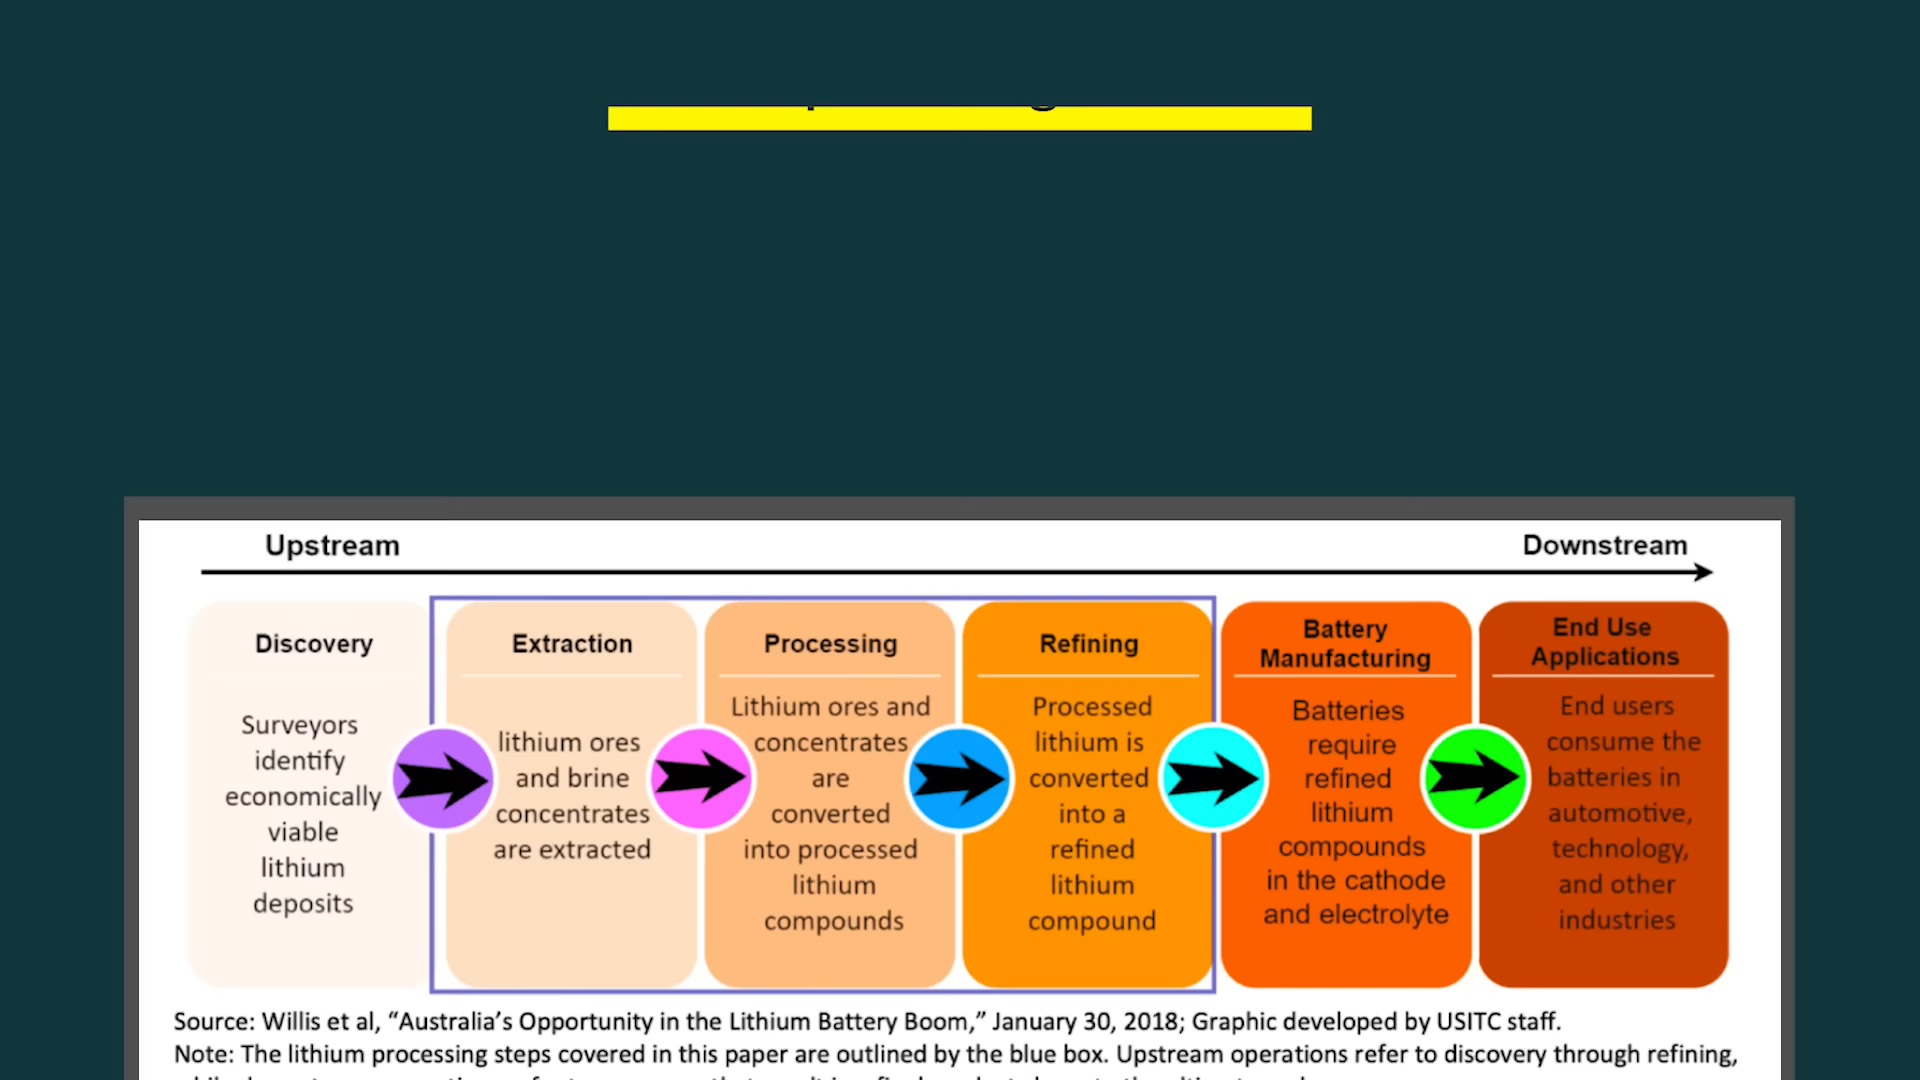 Upstream Downstream
Discovery
Surveyors
identify
economically
viable
lithium
deposits
Extraction
lithium ores
and brine
concentrates
are extracted
Processing
Lithium ores and
concentrates
are
converted
into processed
lithium
compounds
Refining
Processed
lithium is
converted
into a
refined
lithium
compound
Battery
Manufacturing
Batteries
require
refined
lithium
compounds
in the cathode
and electrolyte
End Use
Applications
End users
consume the
batteries in
automotive,
technology,
and other
industries
Source: Willis et al, “Australia’s Opportunity in the Lithium Battery Boom,” January 30, 2018; Graphic developed by USITC staff.
Note: The lithium processing steps covered in this paper are outlined by the blue box. Upstream operations refer to discovery through refining,